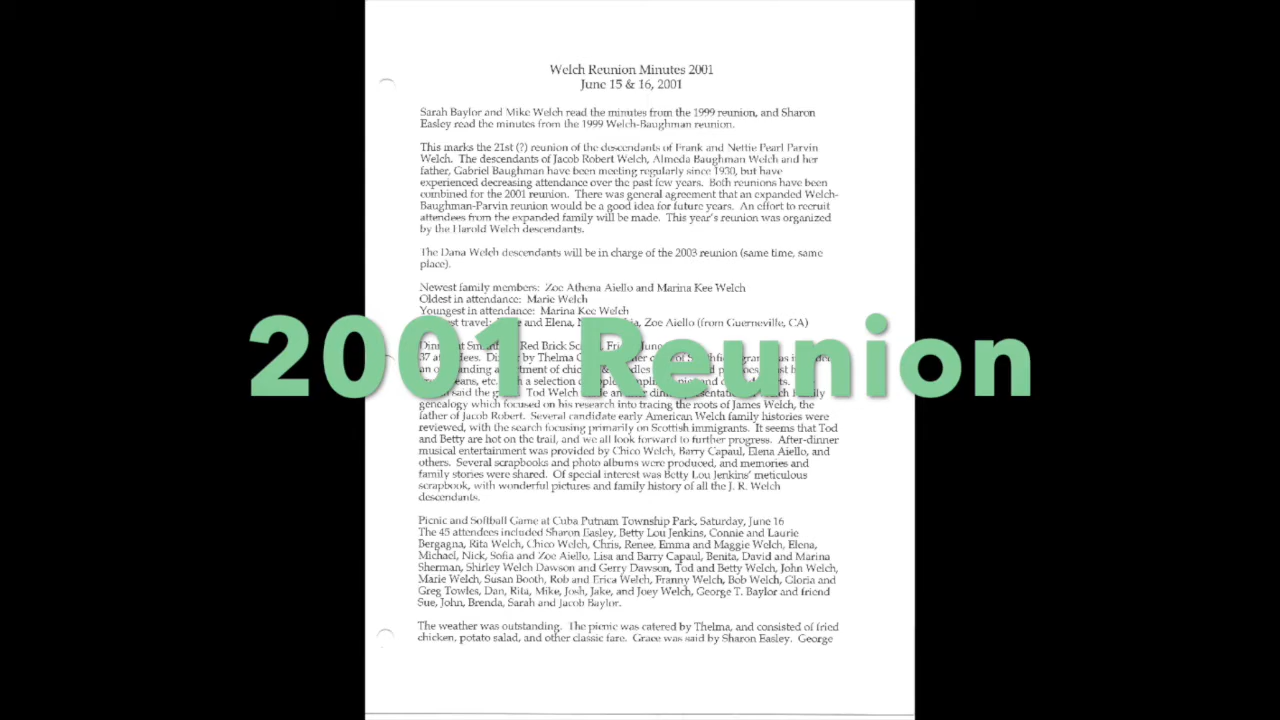 Welch Reunion Minutes 2001
June 15 & 16, 2001
Sarah Baylor and Mike Welch read the minutes from the 1999 reunion, and Sharon
Easley read the minutes from the 1999 Welch-Baughman reunion.
This marks the 21st (?) reunion of the descendants of Frank and Nettie Pearl Parvin
Welch. The descendants of Jacob Robert Welch, Almeda Baughman Welch and her
father, Gabriel Baughman have been meeting regularly since 1930, but have
experienced decreasing attendance over the past few years. Both reunions have been
combined for the 2001 reunion. There was general agreement that an expanded Welch-
Baughman-Parvin reunion would be a good idea for future years. An effort to recruit
attendees from the expanded family will be made. This year's reunion was organized
by the Harold Welch descendants.
The Dana Welch descendants will be in charge of the 2003 reunion (same time, same
place).
Newest family members: Zoe Athena Aiello and Marina Kee Welch
Oldest in attendance: Marie Welch
Youngest in attendance: Marina Kee Welch
travel: and Elena, Zoe Aiello (from Guerneville, CA)
2001 Reunion
Red Brick
37 by Thelma
an of
a selection
said the Tod Welch
genealogy which focused on his research into tracing the roots of James Welch, the
father of Jacob Robert. Several candidate early American Welch family histories were
reviewed, with the search focusing primarily on Scottish immigrants. It seems that Tod
and Betty are hot on the trail, and we all look forward to further progress. After-dinner
musical entertainment was provided by Chico Welch, Barry Capaul, Elena Aiello, and
others. Several scrapbooks and photo albums were produced, and memories and
family stories were shared. Of special interest was Betty Lou Jenkins' meticulous
scrapbook, with wonderful pictures and family history of all the J. R. Welch
descendants.
Picnic and Softball Game at Cuba Putnam Township Park, Saturday, June 16
The 45 attendees included Sharon Easley, Betty Lou Jenkins, Connie and Laurie
Bergagna, Rita Welch, Chico Welch, Chris, Renee, Emma and Maggie Welch, Elena,
Michael, Nick, Sofia and Zoe Aiello, Lisa and Barry Capaul, Benita, David and Marina
Sherman, Shirley Welch Dawson and Gerry Dawson, Tod and Betty Welch, John Welch,
Marie Welch, Susan Booth, Rob and Erica Welch, Franny Welch, Bob Welch, Gloria and
Greg Towles, Dan, Rita, Mike, Josh, Jake, and Joey Welch, George T. Baylor and friend
Sue, John, Brenda, Sarah and Jacob Baylor.
The weather was outstanding. The picnic was catered by Thelma, and consisted of fried
chicken, potato salad, and other classic fare. Grace was said by Sharon Easley. George